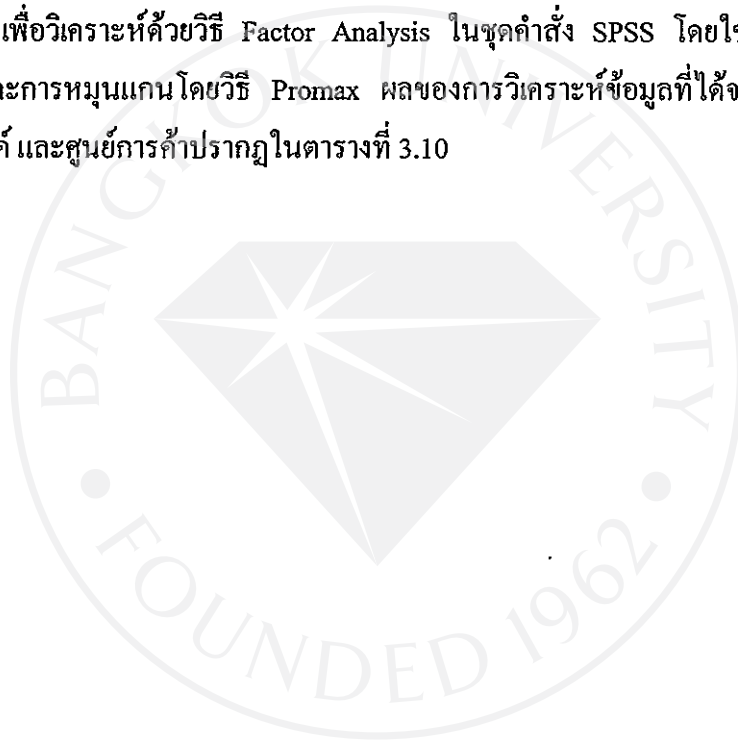 เพื่อวิเคราะห์ด้วยวิธี Factor Analysis ในชุดคำสั่ง SPSS โดยใช้
ละการหมุนแกนโดยวิธี Promax ผลของการวิเคราะห์ข้อมูลที่ได้จ
ค์ และศูนย์การค้าปรากฏในตารางที่ 3.10
BANGKOK UNIVERSITY
FOUNDED 1962